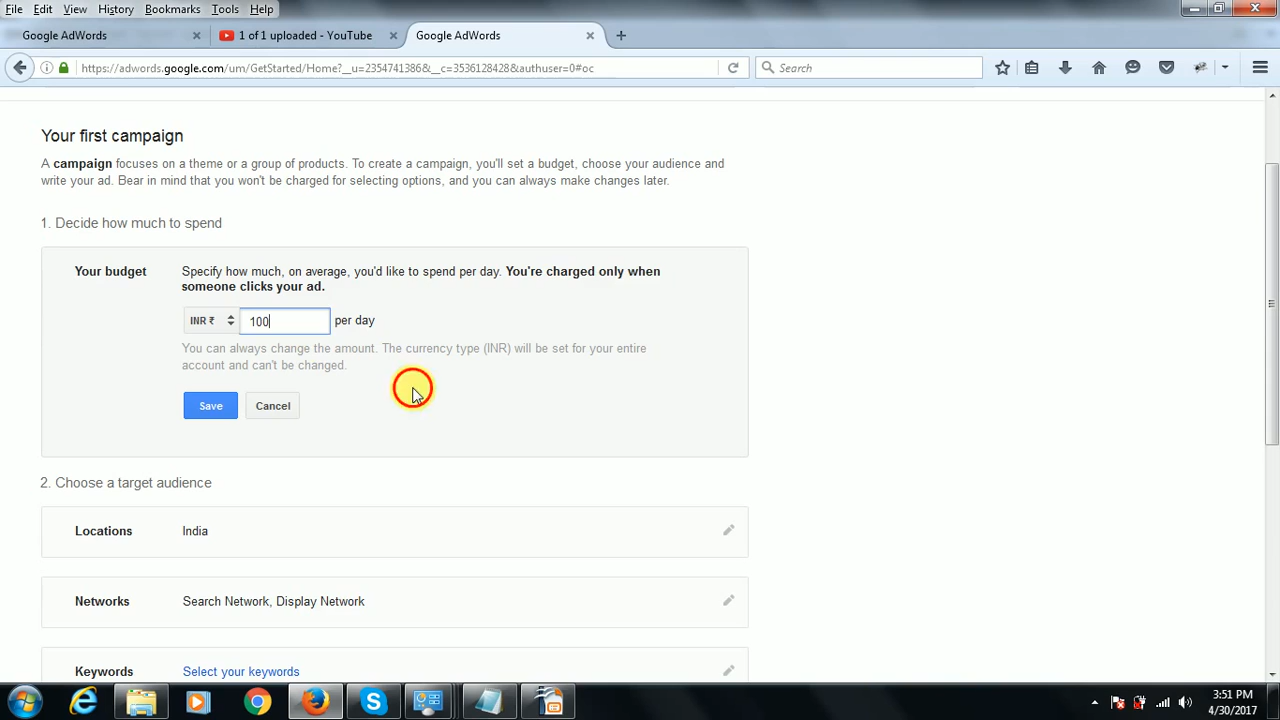 File Edit View History Bookmarks Tools Help
Google AdWords
1 of 1 uploaded - YouTube
Google AdWords
https://adwords.google.com/um/GetStarted/Home?__u=2354741386&__c=3536128428&authuser=0#oc
Search
Your first campaign
A campaign focuses on a theme or a group of products. To create a campaign, you'll set a budget, choose your audience and
write your ad. Bear in mind that you won't be charged for selecting options, and you can always make changes later.
1. Decide how much to spend
Your budget
Specify how much, on average, you'd like to spend per day. You're charged only when
someone clicks your ad.
INR ₹ 100 per day
You can always change the amount. The currency type (INR) will be set for your entire
account and can't be changed.
Save Cancel
2. Choose a target audience
Locations India
Networks Search Network, Display Network
Keywords Select your keywords
3:51 PM
4/30/2017